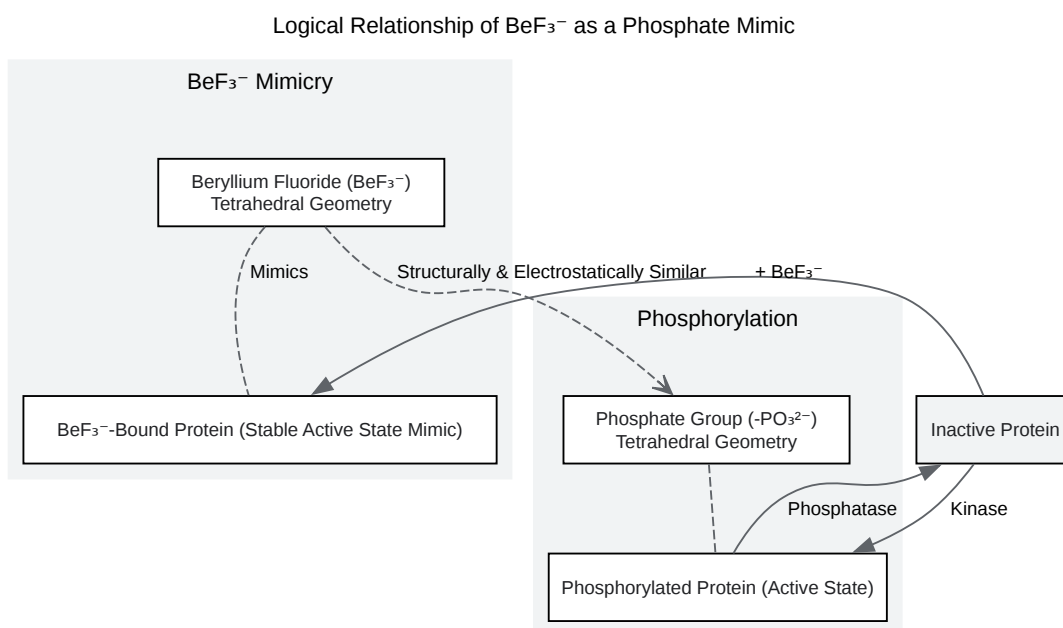 Logical Relationship of BeF₃⁻ as a Phosphate Mimic
BeF₃⁻ Mimicry
Beryllium Fluoride (BeF₃⁻)
Tetrahedral Geometry
Mimics
Structurally & Electrostatically Similar
+ BeF₃⁻
Phosphorylation
BeF₃⁻-Bound Protein (Stable Active State Mimic)
Phosphate Group (-PO₃²⁻)
Tetrahedral Geometry
Inactive Protein
Phosphatase
Kinase
Phosphorylated Protein (Active State)